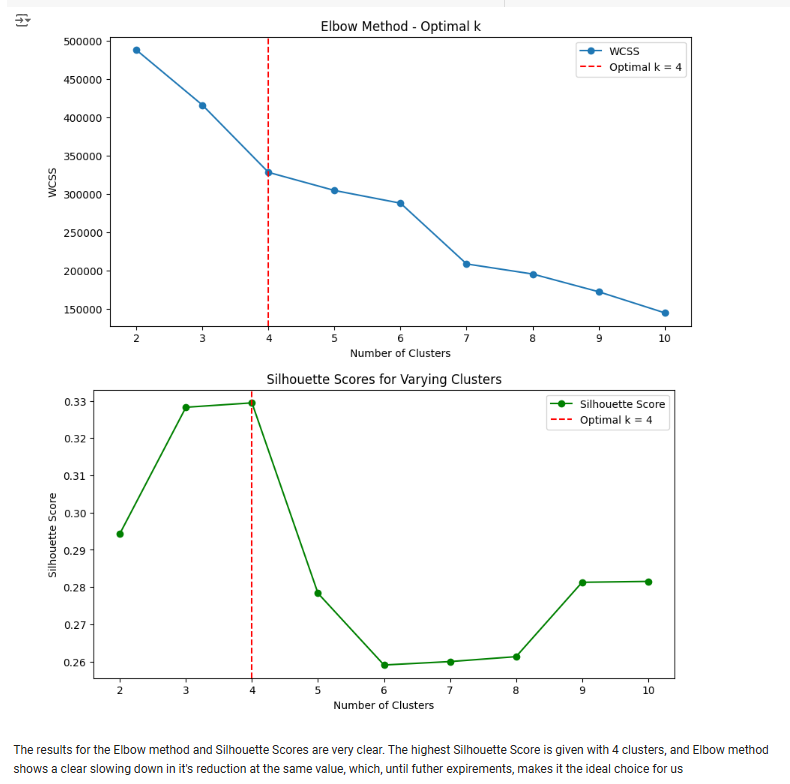 Elbow Method - Optimal k
500000
450000
400000
350000
300000
250000
200000
150000
WCSS
WCSS
Optimal k = 4
2 3 4 5 6 7 8 9 10
Number of Clusters
Silhouette Scores for Varying Clusters
0.33
0.32
0.31
0.30
0.29
0.28
0.27
0.26
Silhouette Score
Silhouette Score
Optimal k = 4
2 3 4 5 6 7 8 9 10
Number of Clusters
The results for the Elbow method and Silhouette Scores are very clear. The highest Silhouette Score is given with 4 clusters, and Elbow method
shows a clear slowing down in it's reduction at the same value, which, until futher expirements, makes it the ideal choice for us